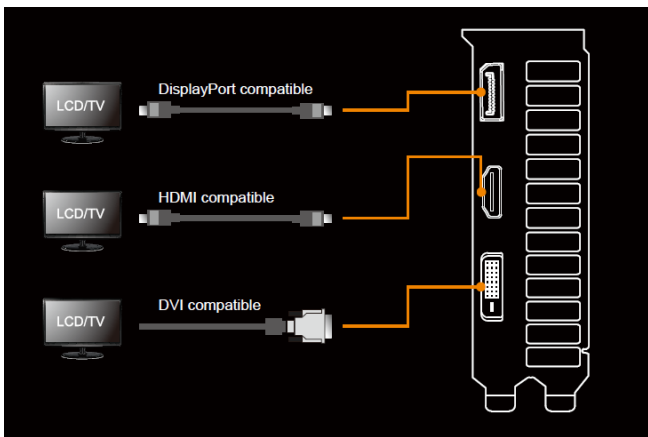 DisplayPort compatible
LCD/TV
HDMI compatible
LCD/TV
DVI compatible
LCD/TV